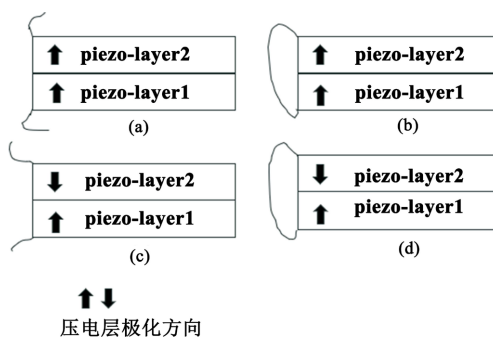 piezo-layer2
piezo-layer1
(a)
piezo-layer2
piezo-layer1
(b)
piezo-layer2
piezo-layer1
(c)
piezo-layer2
piezo-layer1
(d)
压电层极化方向